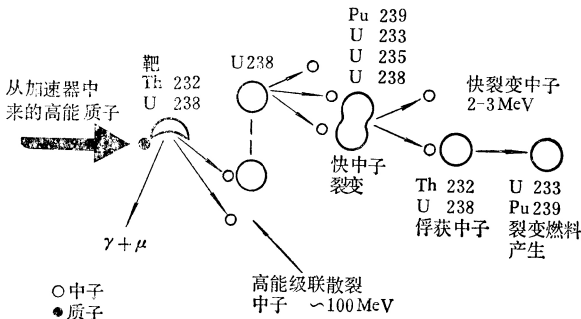 从加速器中
来的高能质子
靶
Th 232
U 238
U 238
Pu 239
U 233
U 235
U 238
快中子
裂变
快裂变中子
2-3 MeV
Th 232
U 238
俘获中子
U 233
Pu 239
裂变燃料
产生
γ+μ
高能级联散裂
中子 ~100 MeV
中子
质子